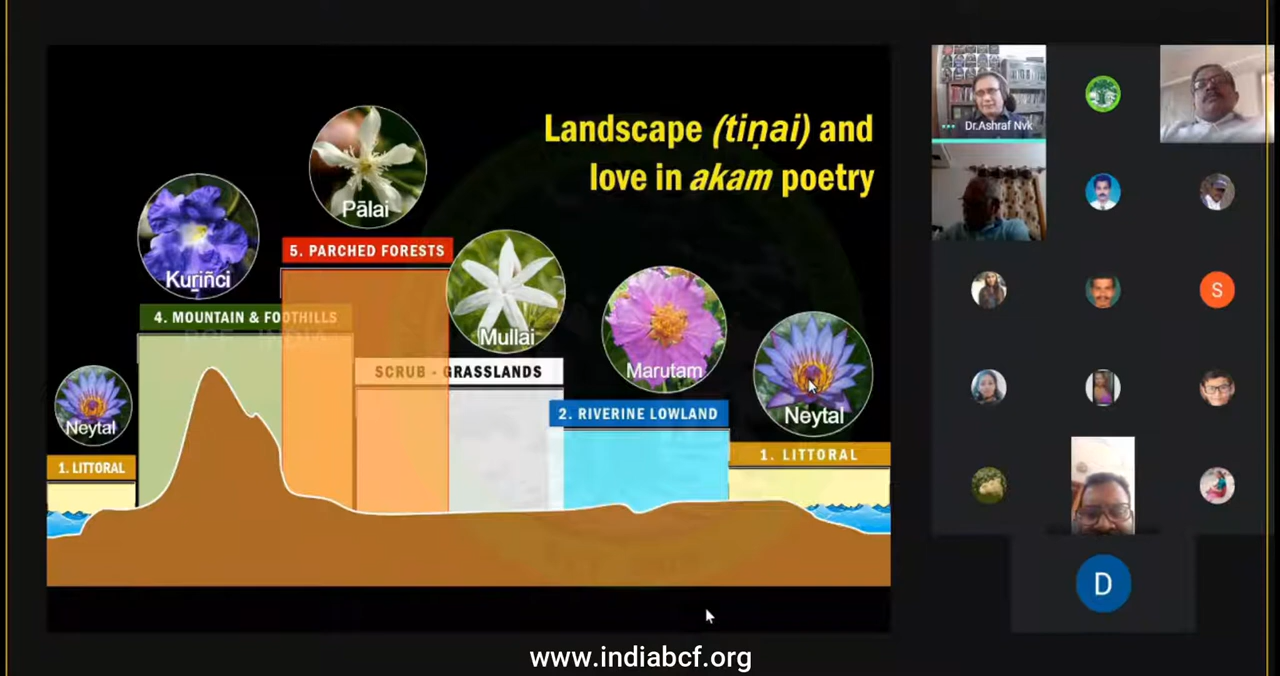 Landscape (tiṇai) and
love in akam poetry
Pālai
Kuṟiñci
5. PARCHED FORESTS
4. MOUNTAIN & FOOTHILLS
Mullai
SCRUB - GRASSLANDS
Marutam
Neytal
Neytal
2. RIVERINE LOWLAND
1. LITTORAL
1. LITTORAL
Dr.Ashraf Nvk
S
D
www.indiabcf.org